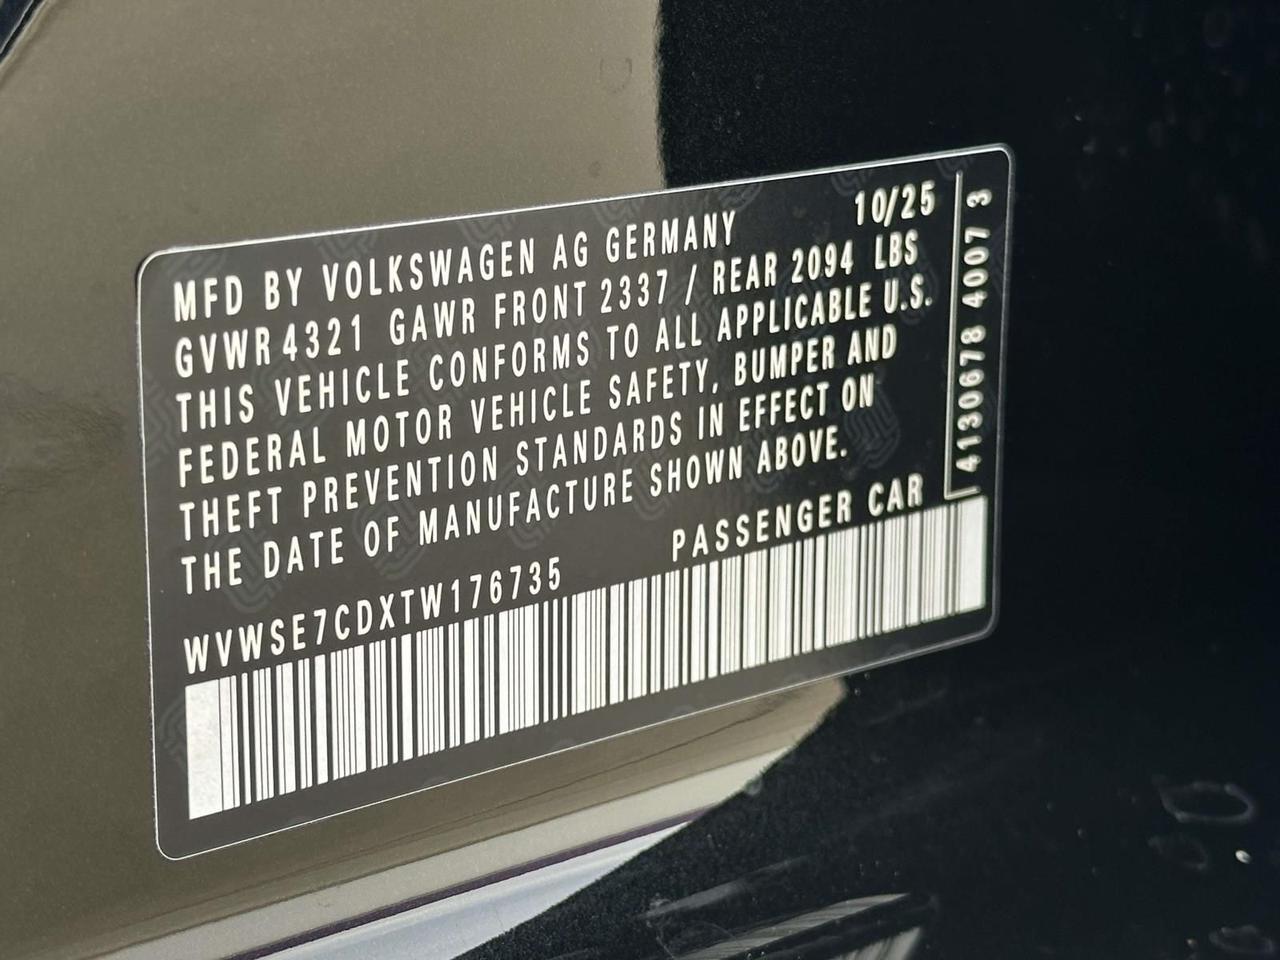 MFD BY VOLKSWAGEN AG GERMANY 10/25
GVWR 4321 GAWR FRONT 2337 / REAR 2094 LBS
THIS VEHICLE CONFORMS TO ALL APPLICABLE U.S.
FEDERAL MOTOR VEHICLE SAFETY, BUMPER AND
THEFT PREVENTION STANDARDS IN EFFECT ON
THE DATE OF MANUFACTURE SHOWN ABOVE.
WVWSE7CDXTW176735 PASSENGER CAR
4130678 4007 3